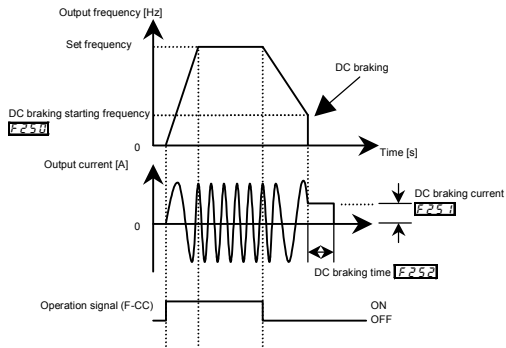 Output frequency [Hz]
Set frequency
DC braking
DC braking starting frequency
F250
0
Time [s]
Output current [A]
DC braking current
F251
0
DC braking time F252
Operation signal (F-CC)
ON
OFF